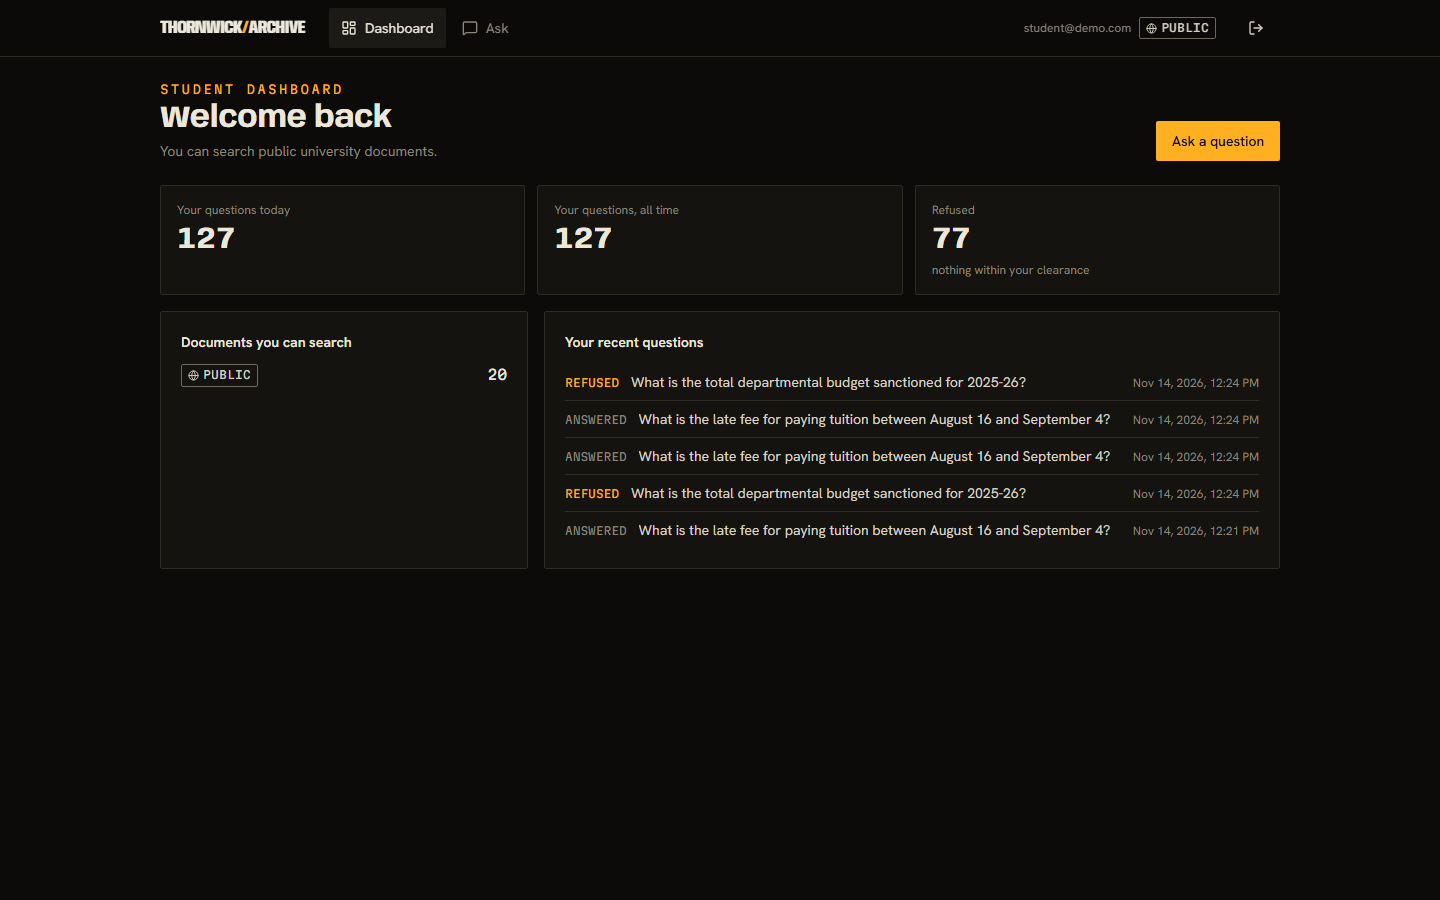 THORNWICK/ARCHIVE Dashboard Ask student@demo.com PUBLIC
STUDENT DASHBOARD
Welcome back
You can search public university documents.
Ask a question
Your questions today
127
Your questions, all time
127
Refused
77
nothing within your clearance
Documents you can search
PUBLIC 20
Your recent questions
REFUSED What is the total departmental budget sanctioned for 2025-26? Nov 14, 2026, 12:24 PM
ANSWERED What is the late fee for paying tuition between August 16 and September 4? Nov 14, 2026, 12:24 PM
ANSWERED What is the late fee for paying tuition between August 16 and September 4? Nov 14, 2026, 12:24 PM
REFUSED What is the total departmental budget sanctioned for 2025-26? Nov 14, 2026, 12:24 PM
ANSWERED What is the late fee for paying tuition between August 16 and September 4? Nov 14, 2026, 12:21 PM